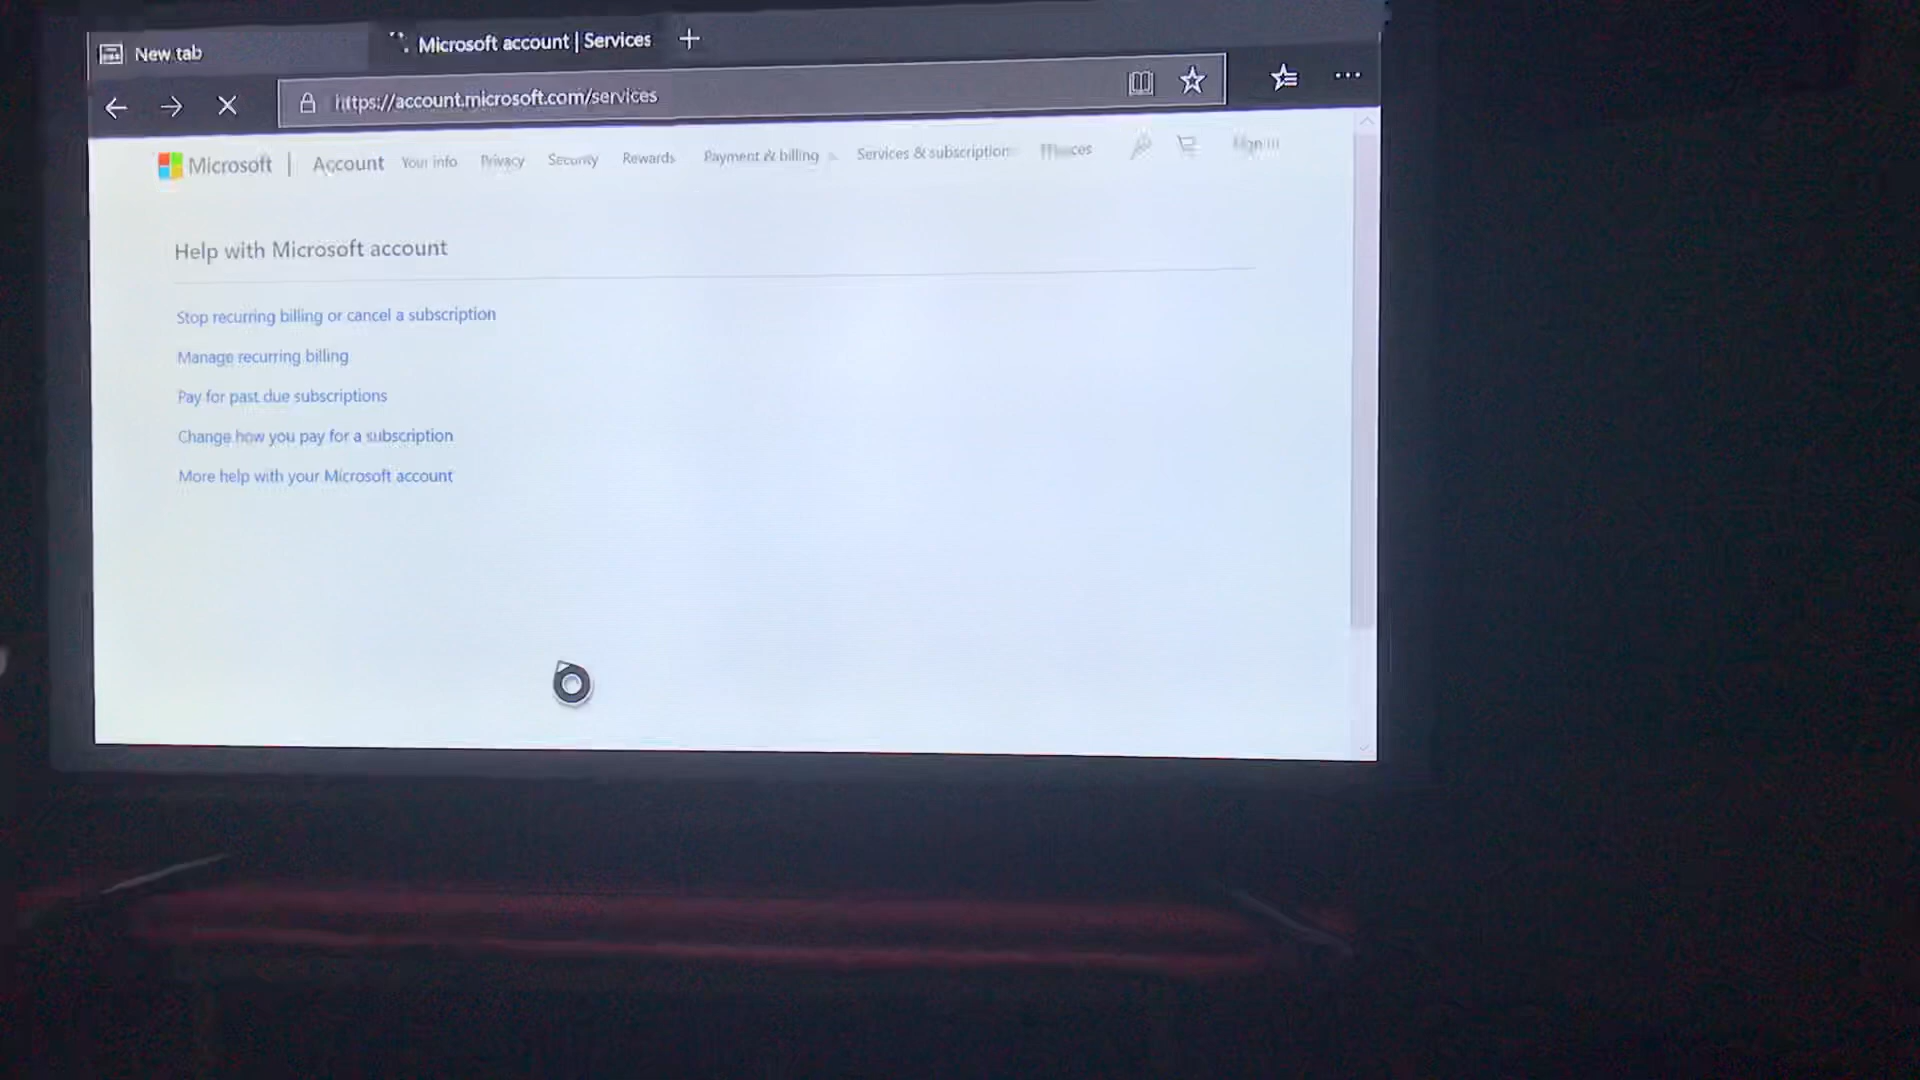 New tab
Microsoft account | Services
https://account.microsoft.com/services
Microsoft | Account Your info Privacy Security Rewards Payment & billing Services & subscriptions
Help with Microsoft account
Stop recurring billing or cancel a subscription
Manage recurring billing
Pay for past due subscriptions
Change how you pay for a subscription
More help with your Microsoft account